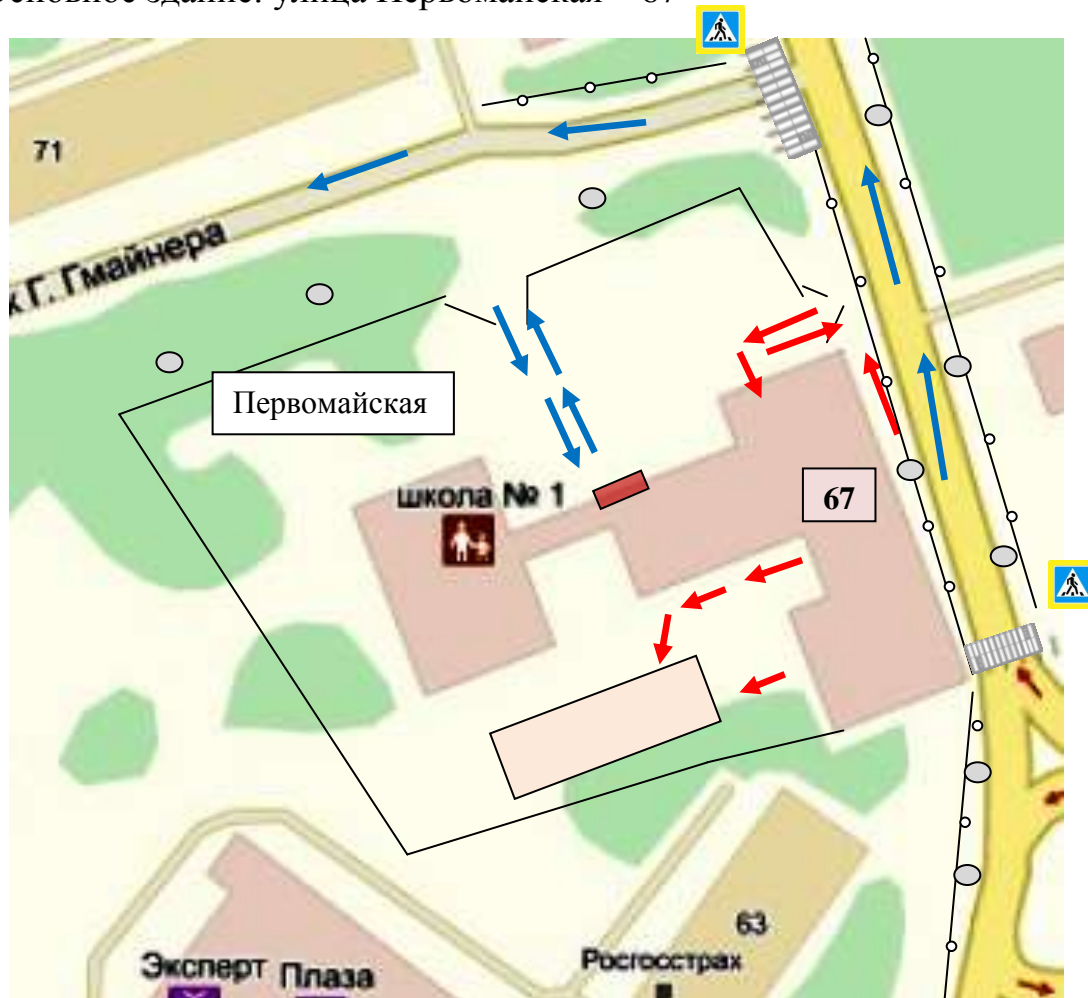 основное здание: улица Первомайская – 67
71
к Г. Гмайнера
Первомайская
школа № 1
67
63
Росгосстрах
Эксперт Плаза